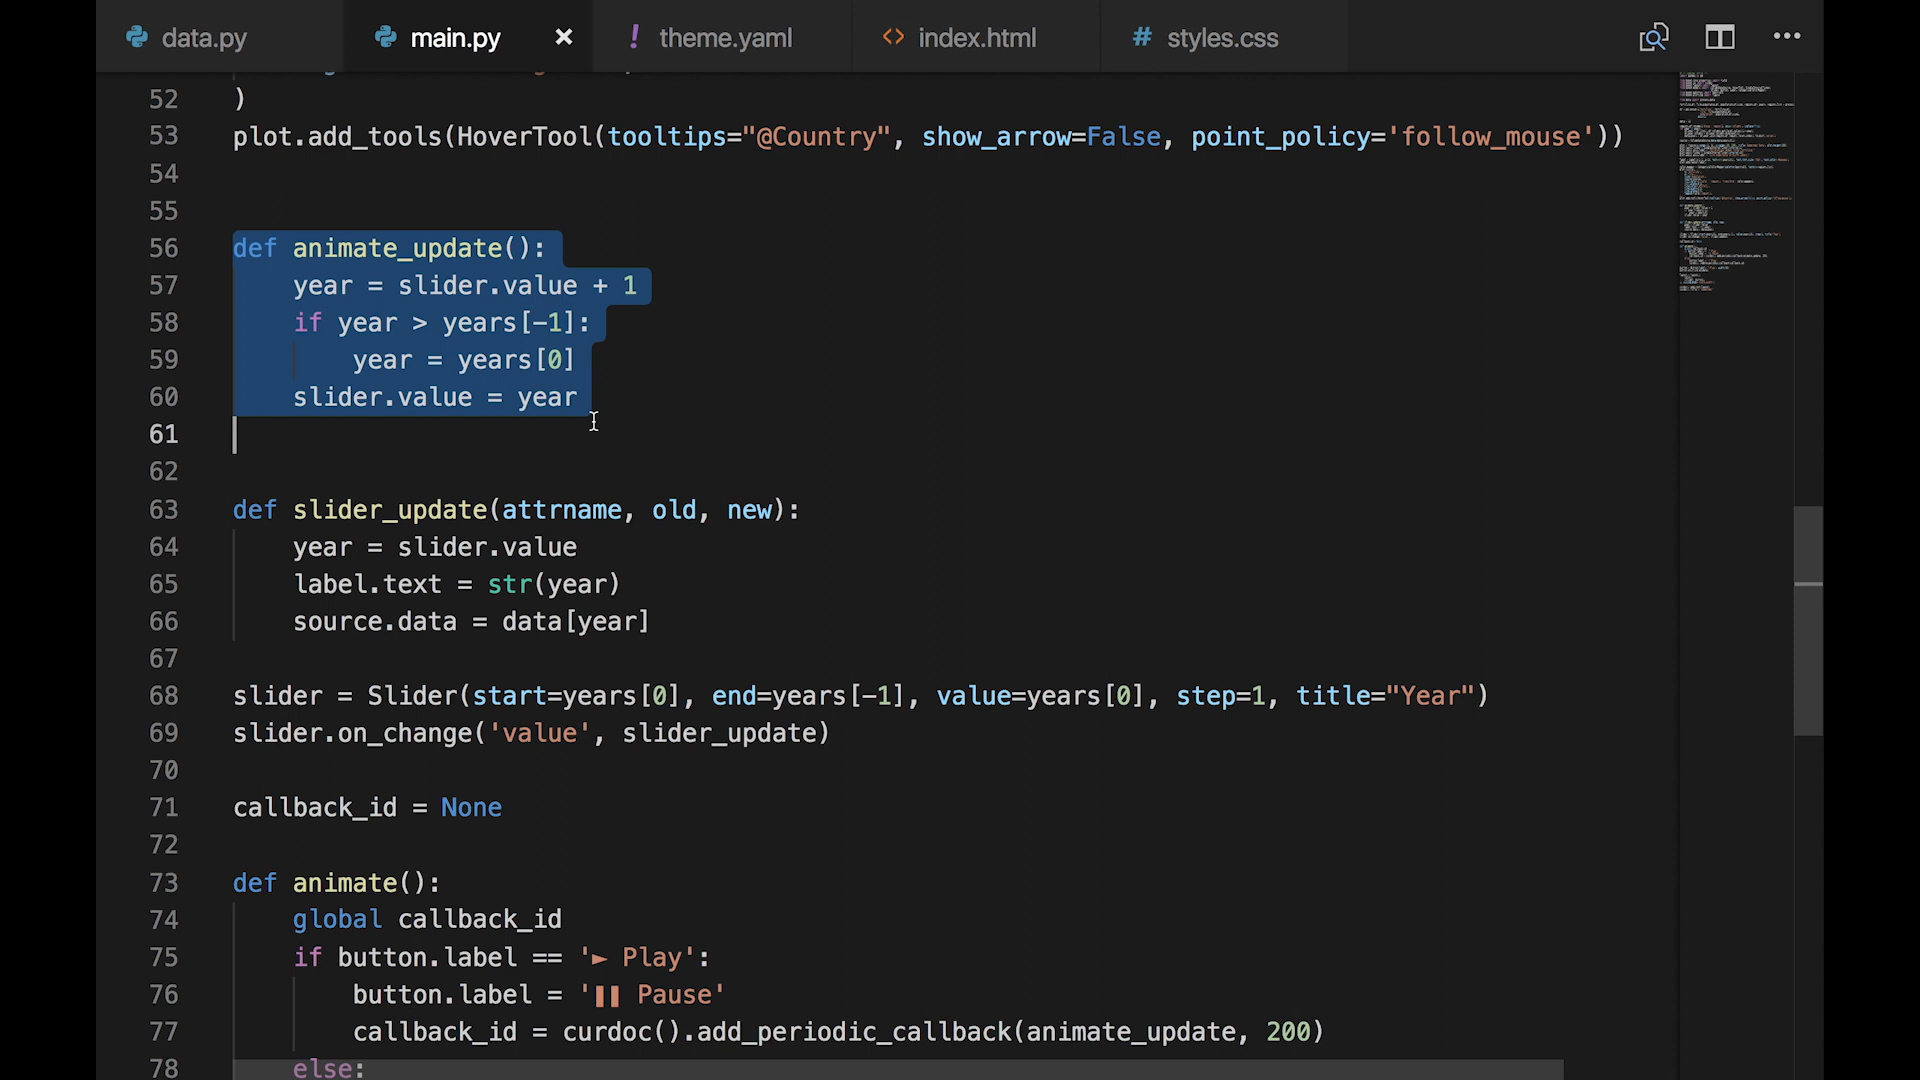 data.py main.py × ! theme.yaml <> index.html # styles.css ...
52 )
53 plot.add_tools(HoverTool(tooltips="@Country", show_arrow=False, point_policy='follow_mouse'))
54
55
56 def animate_update():
57     year = slider.value + 1
58     if year > years[-1]:
59         year = years[0]
60     slider.value = year
61
62
63 def slider_update(attrname, old, new):
64     year = slider.value
65     label.text = str(year)
66     source.data = data[year]
67
68 slider = Slider(start=years[0], end=years[-1], value=years[0], step=1, title="Year")
69 slider.on_change('value', slider_update)
70
71 callback_id = None
72
73 def animate():
74     global callback_id
75     if button.label == '► Play':
76         button.label = '❚❚ Pause'
77         callback_id = curdoc().add_periodic_callback(animate_update, 200)
78     else: